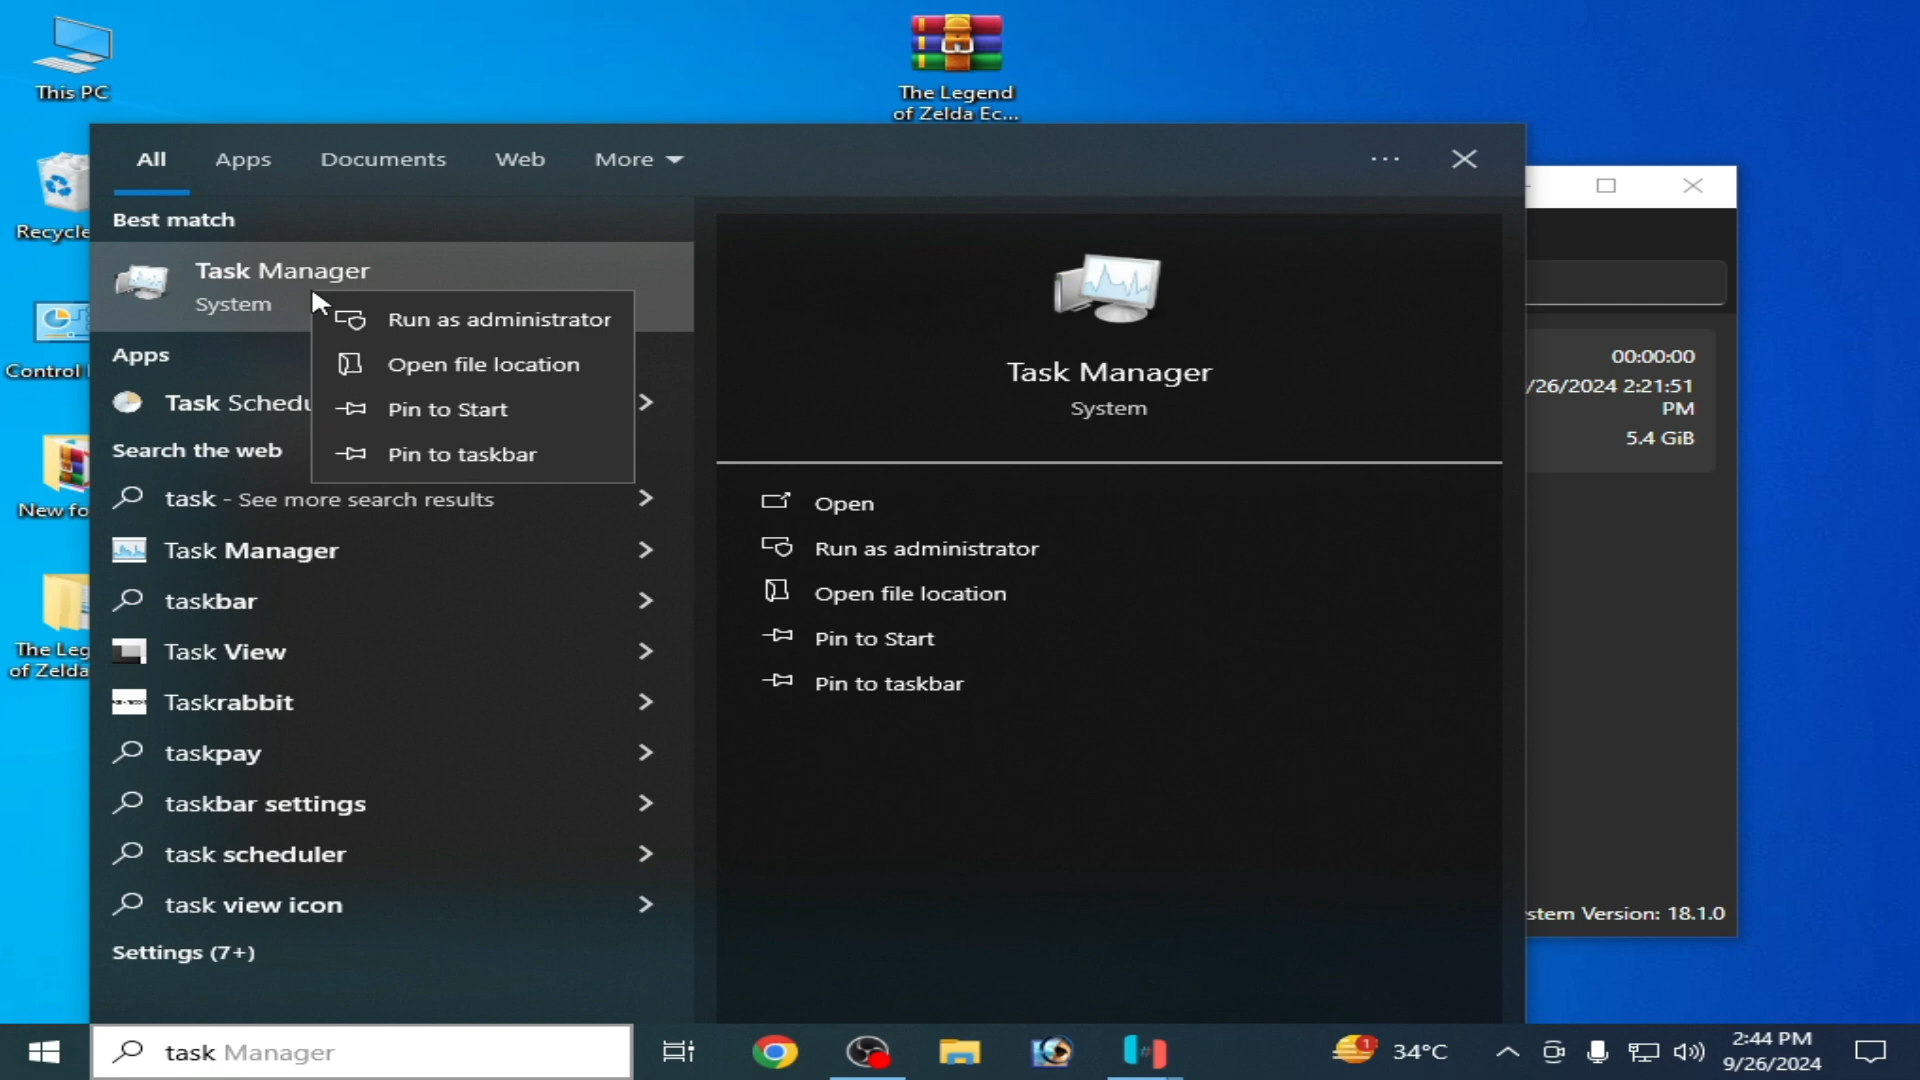 This PC
The Legend
of Zelda Ec...
All
Apps
Documents
Web
More
Best match
Task Manager
System
Run as administrator
Open file location
Pin to Start
Pin to taskbar
Apps
Task Schedu
Search the web
task - See more search results
Task Manager
taskbar
Task View
Taskrabbit
taskpay
taskbar settings
task scheduler
task view icon
Settings (7+)
Task Manager
System
Open
Run as administrator
Open file location
Pin to Start
Pin to taskbar
Recycle
Control
New fo
The Leg
of Zelda
00:00:00
/26/2024 2:21:51
PM
5.4 GiB
stem Version: 18.1.0
task Manager
1
34°C
2:44 PM
9/26/2024